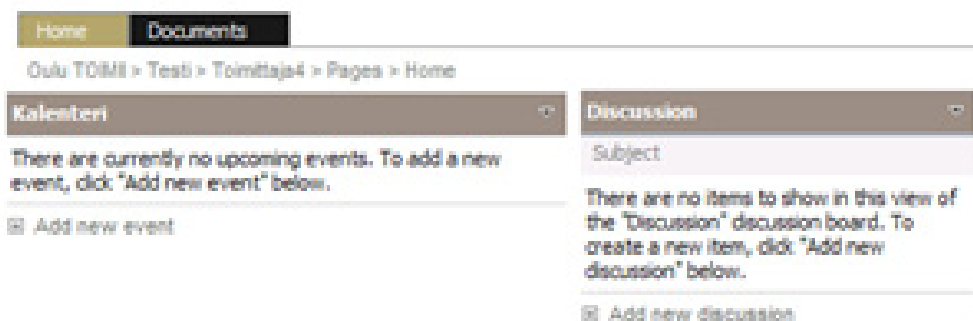 Home Documents
Oulu TOIMII > Testi > Toimittaja4 > Pages > Home
Kalenteri
There are currently no upcoming events. To add a new
event, click "Add new event" below.
Add new event
Discussion
Subject
There are no items to show in this view of
the "Discussion" discussion board. To
create a new item, click "Add new
discussion" below.
Add new discussion